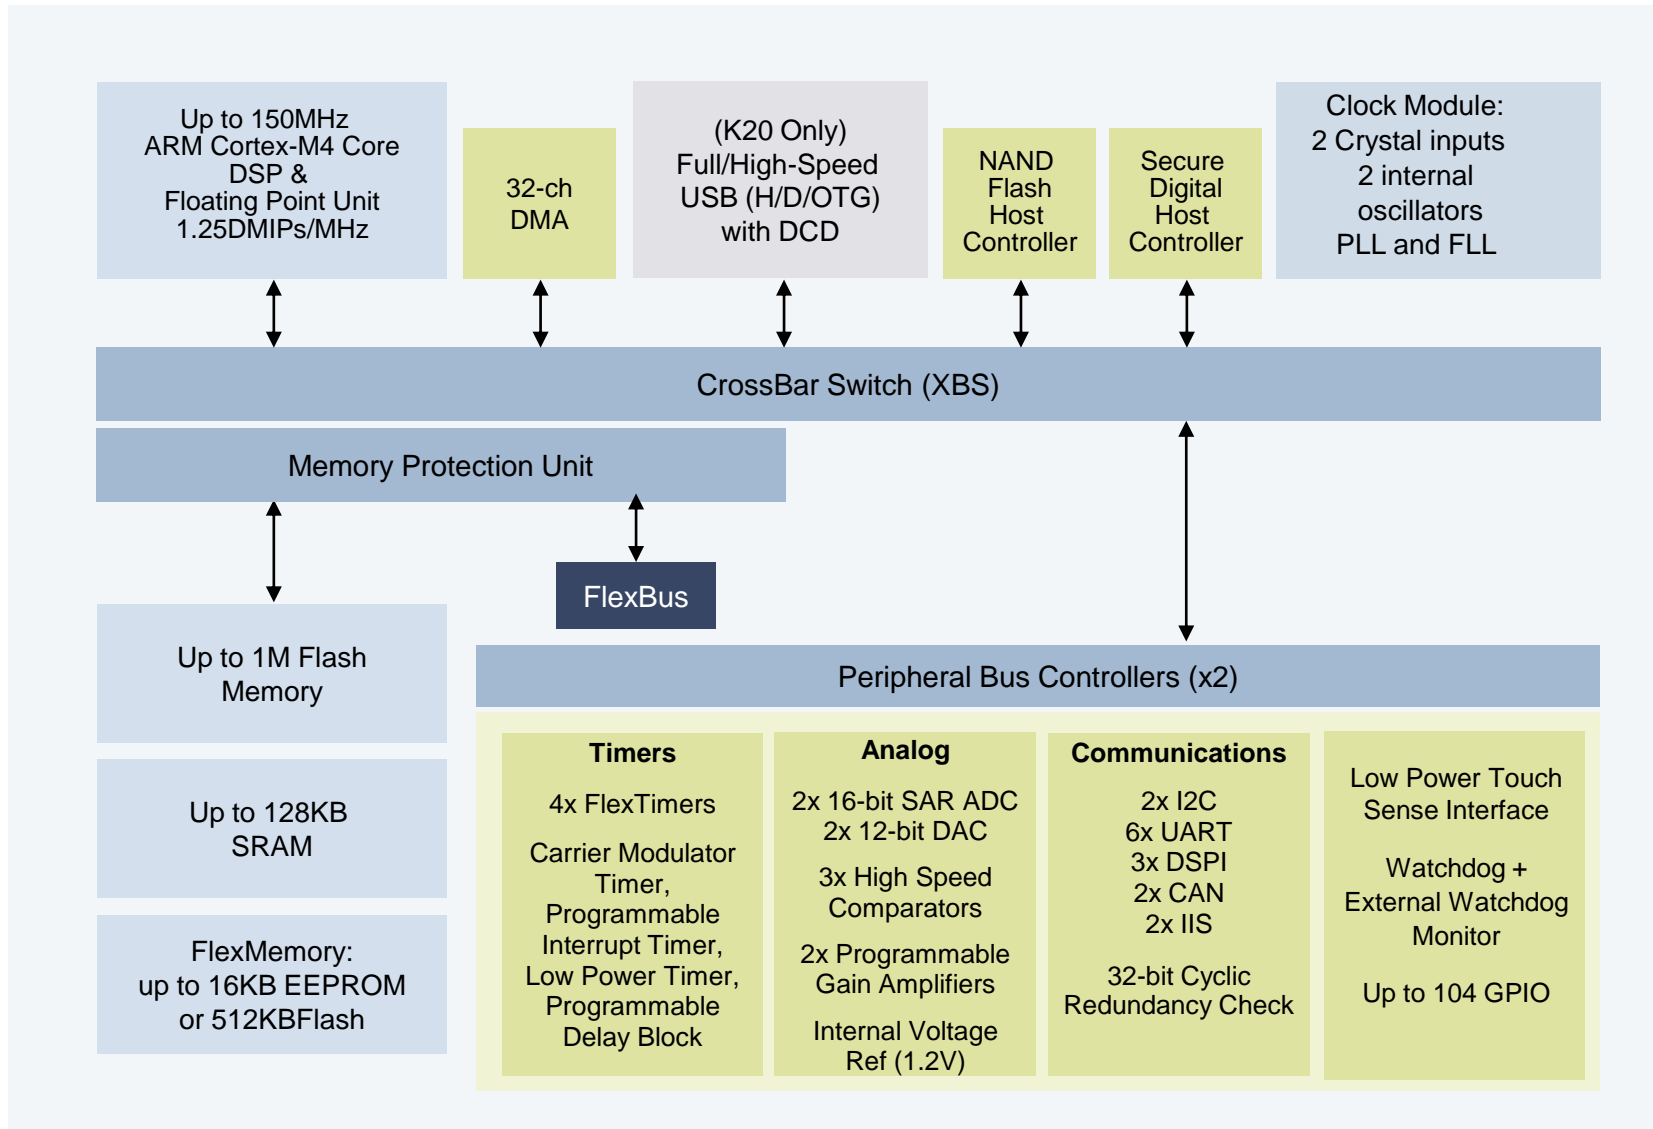 Up to 150MHz
ARM Cortex-M4 Core
DSP &
Floating Point Unit
1.25DMIPs/MHz
32-ch
DMA
(K20 Only)
Full/High-Speed
USB (H/D/OTG)
with DCD
NAND
Flash
Host
Controller
Secure
Digital
Host
Controller
Clock Module:
2 Crystal inputs
2 internal
oscillators
PLL and FLL
CrossBar Switch (XBS)
Memory Protection Unit
FlexBus
Up to 1M Flash
Memory
Up to 128KB
SRAM
FlexMemory:
up to 16KB EEPROM
or 512KBFlash
Peripheral Bus Controllers (x2)
Timers
4x FlexTimers
Carrier Modulator
Timer,
Programmable
Interrupt Timer,
Low Power Timer,
Programmable
Delay Block
Analog
2x 16-bit SAR ADC
2x 12-bit DAC
3x High Speed
Comparators
2x Programmable
Gain Amplifiers
Internal Voltage
Ref (1.2V)
Communications
2x I2C
6x UART
3x DSPI
2x CAN
2x IIS
32-bit Cyclic
Redundancy Check
Low Power Touch
Sense Interface
Watchdog +
External Watchdog
Monitor
Up to 104 GPIO